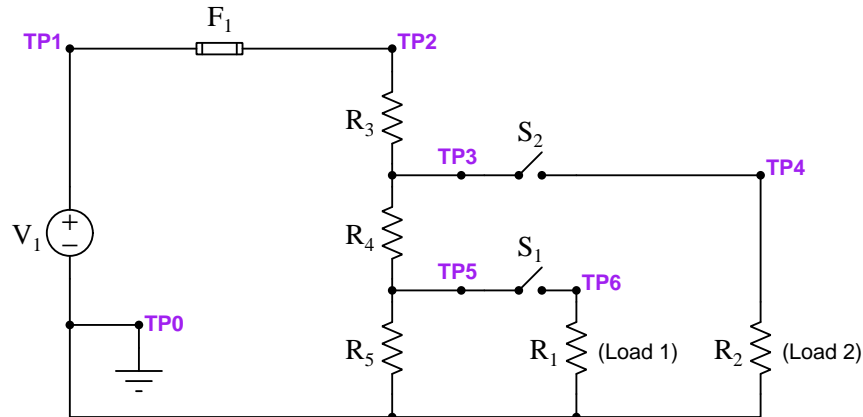 F1
TP1
TP2
R3
S2
TP3
TP4
R4
+
−
V1
S1
TP5
TP6
TP0
R5
R1 (Load 1)
R2 (Load 2)